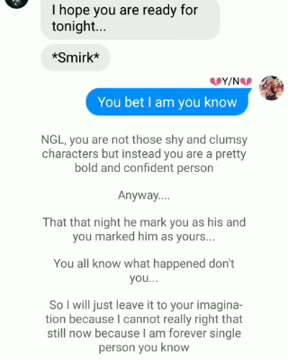 I hope you are ready for
tonight...
*Smirk*
💔Y/N💔
You bet I am you know
NGL, you are not those shy and clumsy
characters but instead you are a pretty
bold and confident person
Anyway....
That that night he mark you as his and
you marked him as yours...
You all know what happened don't
you...
So I will just leave it to your imagina-
tion because I cannot really right that
still now because I am forever single
person you know